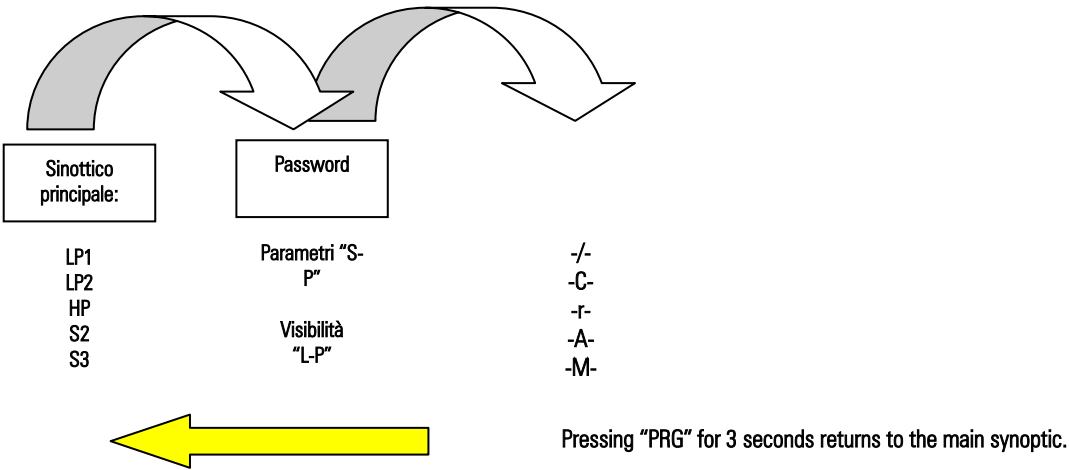 Sinottico
principale:
LP1
LP2
HP
S2
S3
Password
Parametri “S-
P”
Visibilità
“L-P”
-/-
-C-
-r-
-A-
-M-
Pressing “PRG” for 3 seconds returns to the main synoptic.